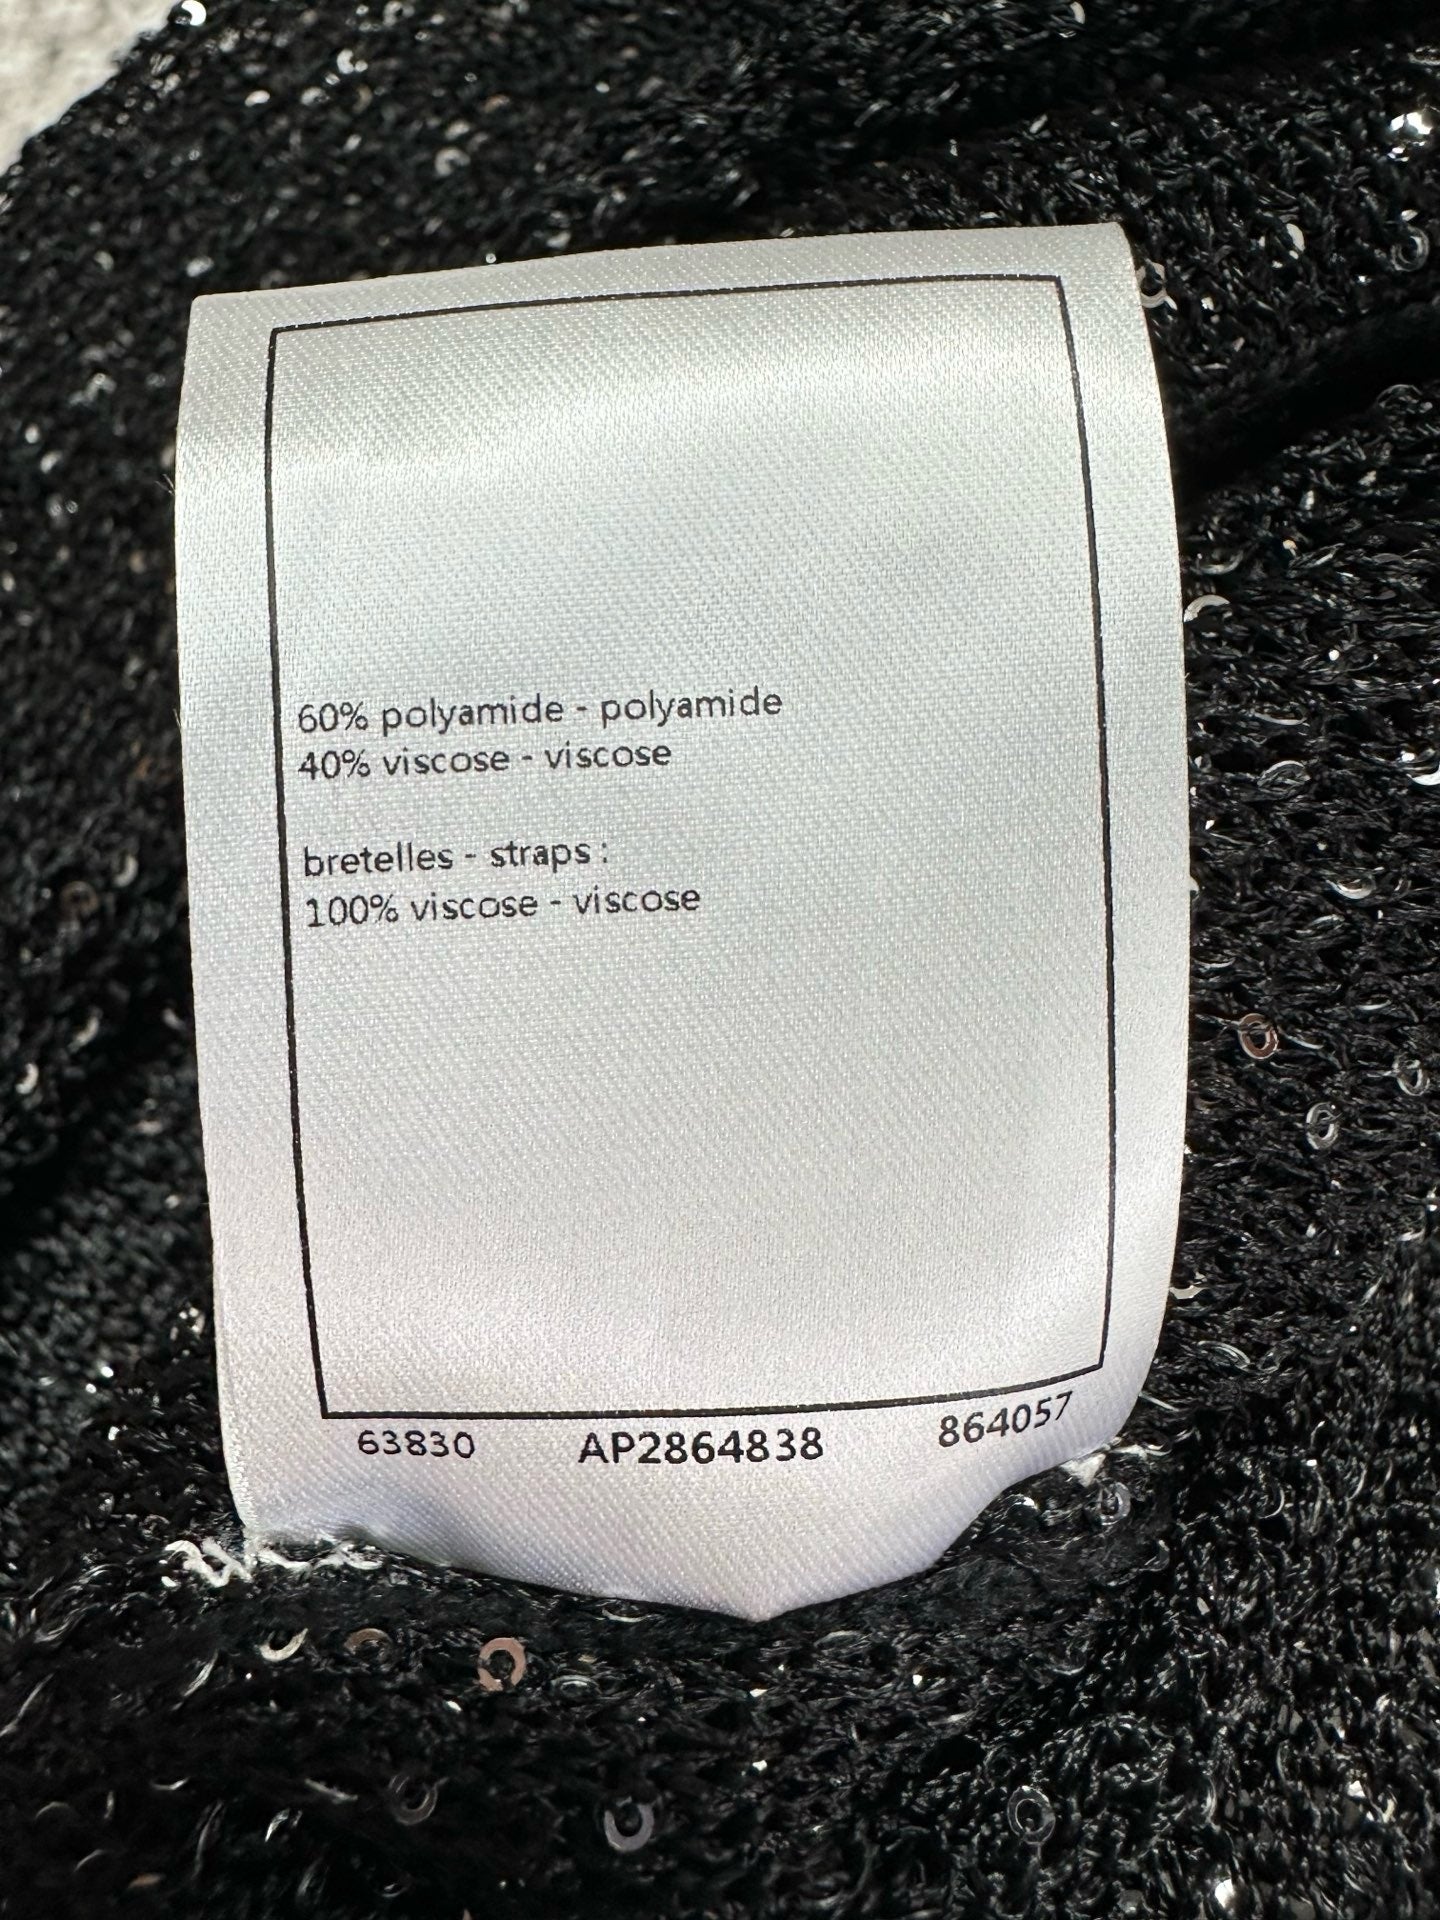 60% polyamide - polyamide
40% viscose - viscose
bretelles - straps :
100% viscose - viscose
63830 AP2864838 864057